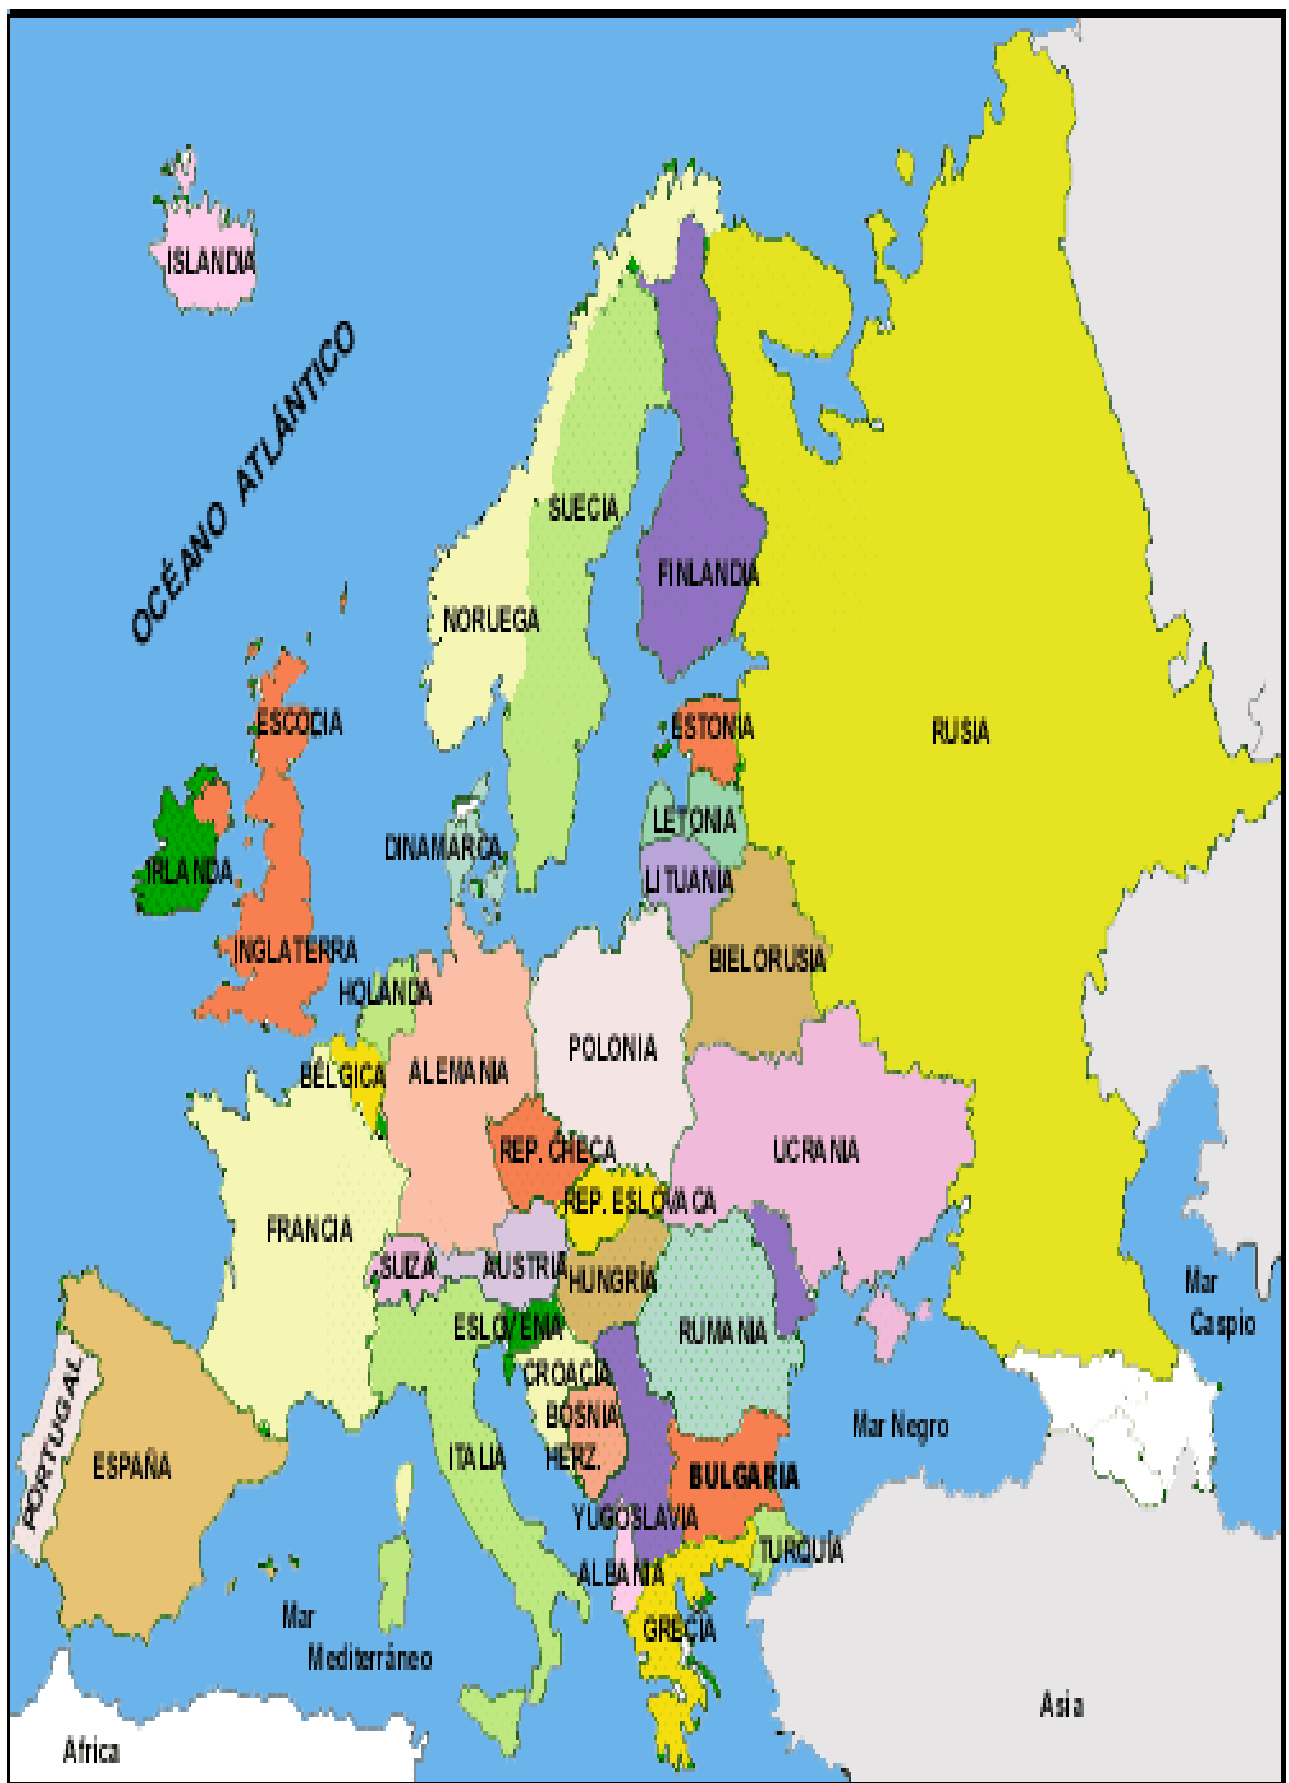 ISLANDIA
OCÉANO ATLÁNTICO
SUECIA
FINLANDIA
NORUEGA
ESCOCIA
ESTONIA
RUSIA
LETONIA
DINAMARCA
IRLANDA
LITUANIA
INGLATERRA
BIELORUSIA
HOLANDA
POLONIA
BÉLGICA
ALEMANIA
REP. CHECA
UCRANIA
REP. ESLOVACA
FRANCIA
SUIZA
AUSTRIA
HUNGRÍA
Mar
Caspio
ESLOVENIA
RUMANIA
CROACIA
PORTUGAL
BOSNIA
HERZ.
Mar Negro
ESPAÑA
ITALIA
BULGARIA
YUGOSLAVIA
TURQUÍA
ALBANIA
Mar
Mediterráneo
GRECIA
Asia
Africa